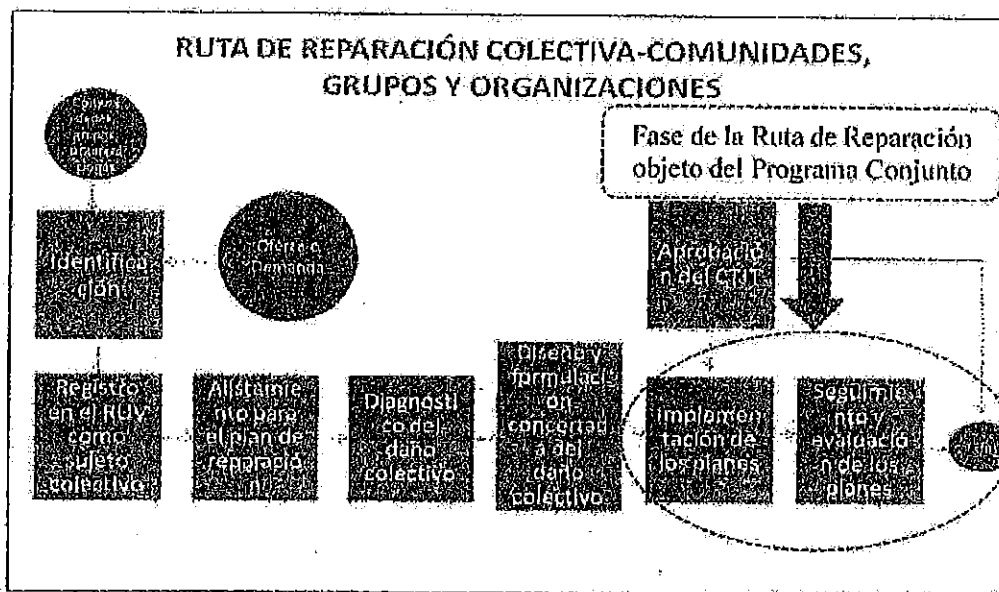 RUTA DE REPARACIÓN COLECTIVA-COMUNIDADES,
GRUPOS Y ORGANIZACIONES
Fase de la Ruta de Reparación
objeto del Programa Conjunto
Identifica
ción
Oferta o
Demanda
Aprobació
n del CTJT
Registro
en el RUV
como
sujeto
colectivo
Alistamie
nto para
el plan de
reparació
n
Diagnosti
co del
daño
colectivo
Diseño y
formulaci
ón
concertad
a del
daño
colectivo
Implemen
tación de
los planes
Seguimie
nto y
evaluació
n de los
planes